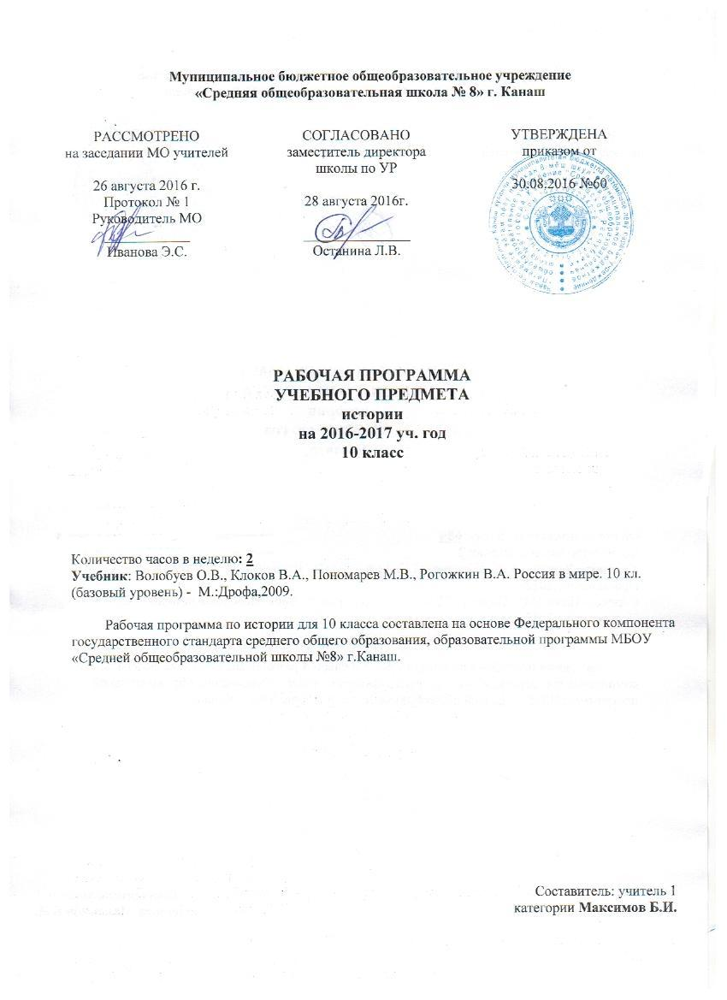 Муниципальное бюджетное общеобразовательное учреждение
«Средняя общеобразовательная школа № 8» г. Канаш
РАССМОТРЕНО
на заседании МО учителей
26 августа 2016 г.
Протокол № 1
Руководитель МО
Иванова Э.С.
СОГЛАСОВАНО
заместитель директора
школы по УР
28 августа 2016г.
Останина Л.В.
УТВЕРЖДЕНА
приказом от
30.08.2016 №60
РАБОЧАЯ ПРОГРАММА
УЧЕБНОГО ПРЕДМЕТА
истории
на 2016-2017 уч. год
10 класс
Количество часов в неделю: 2
Учебник: Волобуев О.В., Клоков В.А., Пономарев М.В., Рогожкин В.А. Россия в мире. 10 кл.
(базовый уровень) - М.:Дрофа,2009.
Рабочая программа по истории для 10 класса составлена на основе Федерального компонента
государственного стандарта среднего общего образования, образовательной программы МБОУ
«Средней общеобразовательной школы №8» г.Канаш.
Составитель: учитель 1
категории Максимов Б.И.